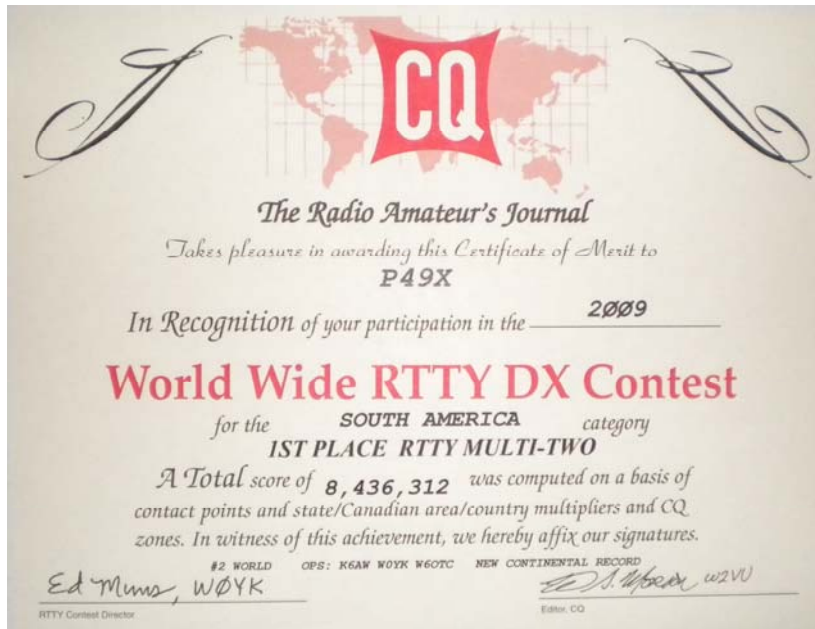 CQ
The Radio Amateur's Journal
Takes pleasure in awarding this Certificate of Merit to
P49X
In Recognition of your participation in the 2ØØ9
World Wide RTTY DX Contest
for the SOUTH AMERICA category
1ST PLACE RTTY MULTI-TWO
A Total score of 8,436,312 was computed on a basis of
contact points and state/Canadian area/country multipliers and CQ
zones. In witness of this achievement, we hereby affix our signatures.
#2 WORLD OPS: K6AW W0YK W6OTC NEW CONTINENTAL RECORD
Ed Muns, WØYK W2VU
RTTY Contest Director Editor, CQ